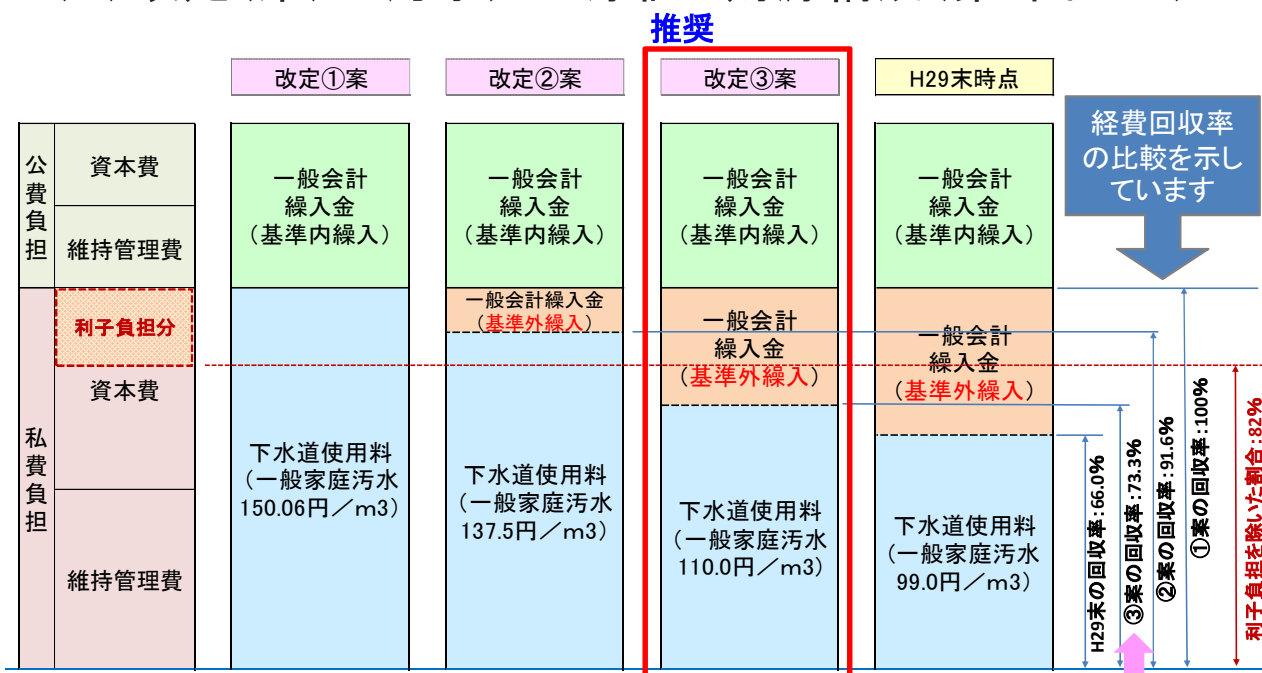 推奨
改定①案
改定②案
改定③案
H29末時点
経費回収率
の比較を示し
ています
公費負担
資本費
維持管理費
一般会計
繰入金
（基準内繰入）
一般会計
繰入金
（基準内繰入）
一般会計
繰入金
（基準内繰入）
一般会計
繰入金
（基準内繰入）
私費負担
利子負担分
資本費
維持管理費
下水道使用料
（一般家庭汚水
150.06円／m3）
一般会計繰入金
（基準外繰入）
下水道使用料
（一般家庭汚水
137.5円／m3）
一般会計
繰入金
（基準外繰入）
下水道使用料
（一般家庭汚水
110.0円／m3）
一般会計
繰入金
（基準外繰入）
下水道使用料
（一般家庭汚水
99.0円／m3）
H29末の回収率：66.0%
③案の回収率：73.3%
②案の回収率：91.6%
①案の回収率：100%
利子負担を除いた割合：82%